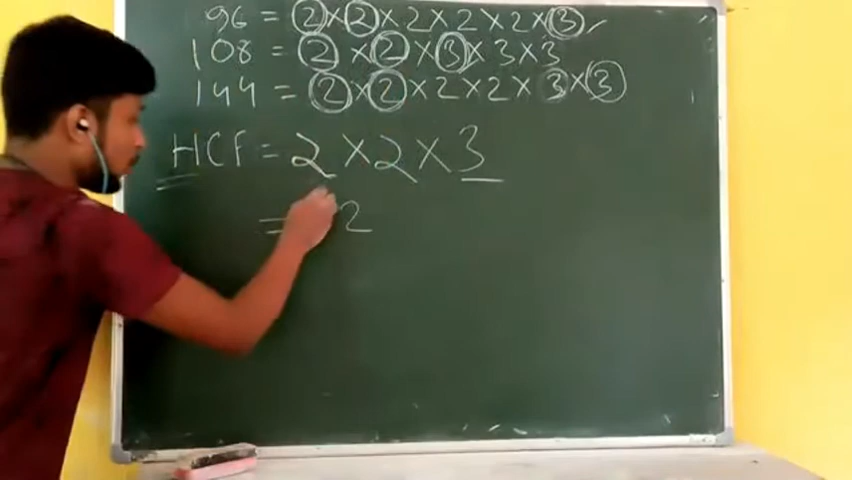 96 = 2×2×2×2×2×3
108 = 2×2×3×3×3
144 = 2×2×2×2×3×3
HCF = 2×2×3
= 2